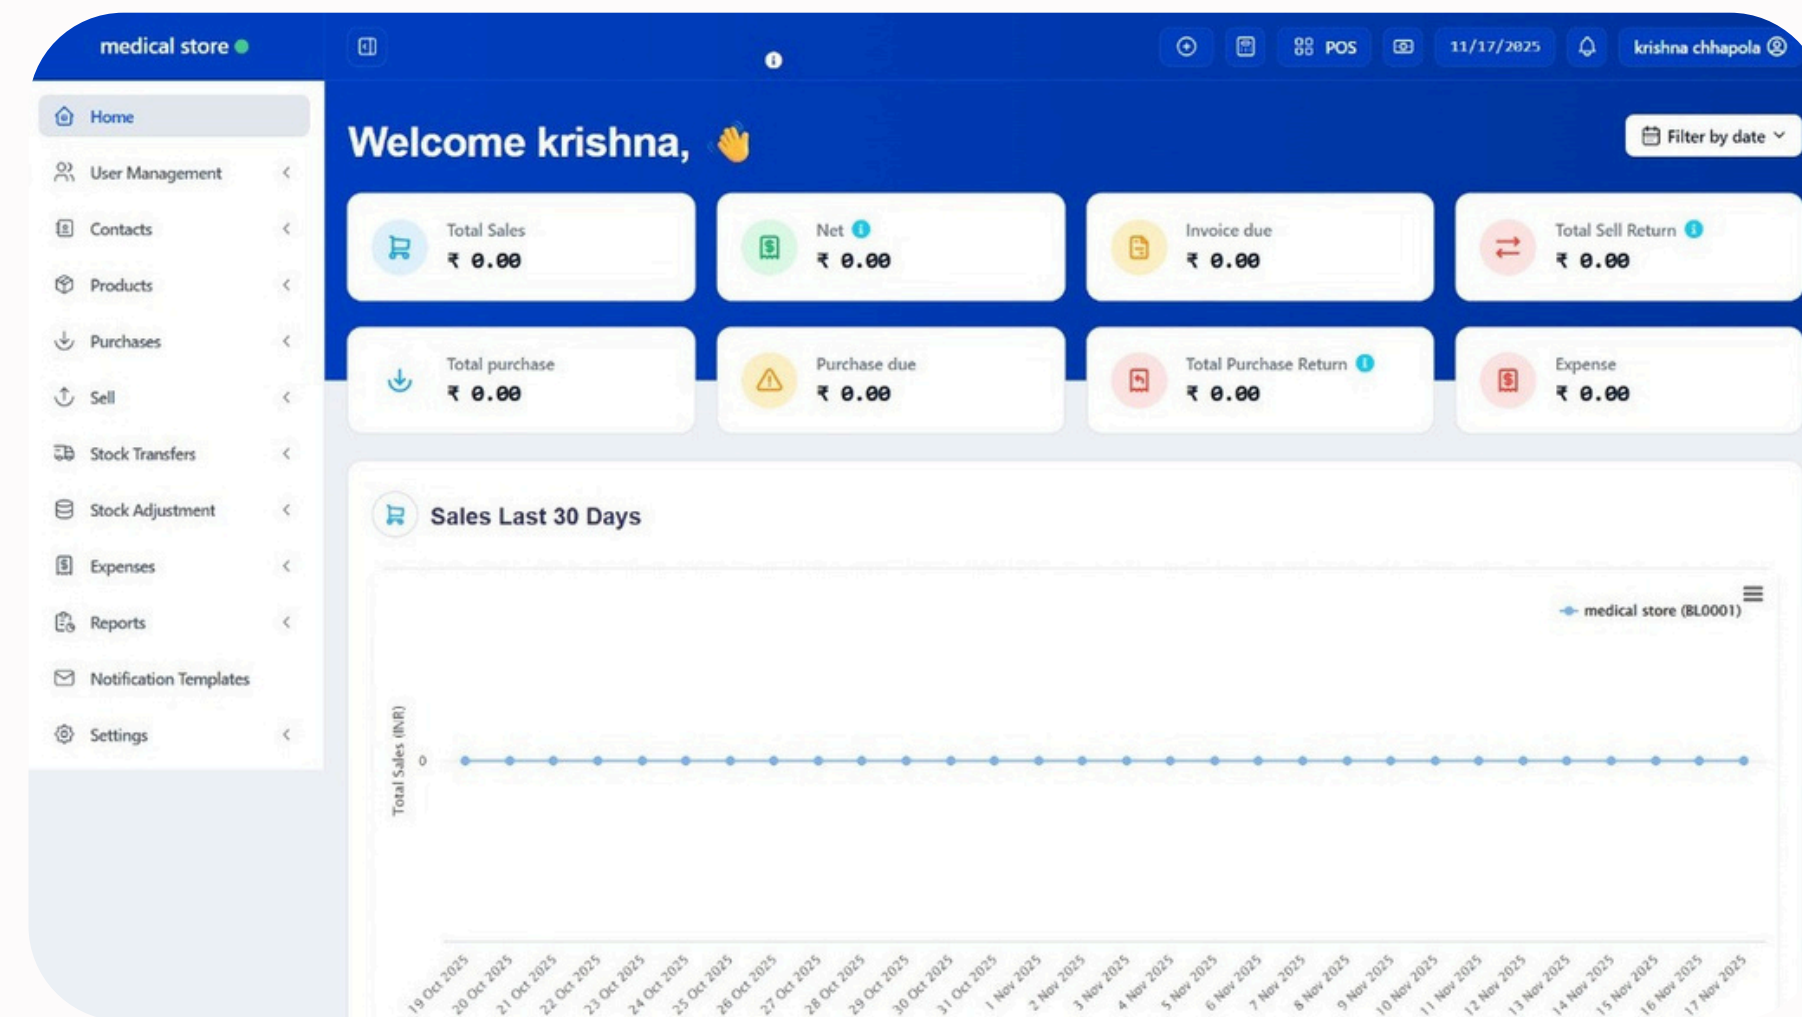 medical store
POS
11/17/2025
krishna chhapola
Home
User Management
Contacts
Products
Purchases
Sell
Stock Transfers
Stock Adjustment
Expenses
Reports
Notification Templates
Settings
Welcome krishna,
Filter by date
Total Sales
₹ 0.00
Net
₹ 0.00
Invoice due
₹ 0.00
Total Sell Return
₹ 0.00
Total purchase
₹ 0.00
Purchase due
₹ 0.00
Total Purchase Return
₹ 0.00
Expense
₹ 0.00
Sales Last 30 Days
medical store (BL0001)
Total Sales (INR)
0
19 Oct 2025
20 Oct 2025
21 Oct 2025
22 Oct 2025
23 Oct 2025
24 Oct 2025
25 Oct 2025
26 Oct 2025
27 Oct 2025
28 Oct 2025
29 Oct 2025
30 Oct 2025
31 Oct 2025
1 Nov 2025
2 Nov 2025
3 Nov 2025
4 Nov 2025
5 Nov 2025
6 Nov 2025
7 Nov 2025
8 Nov 2025
9 Nov 2025
10 Nov 2025
11 Nov 2025
12 Nov 2025
13 Nov 2025
14 Nov 2025
15 Nov 2025
16 Nov 2025
17 Nov 2025